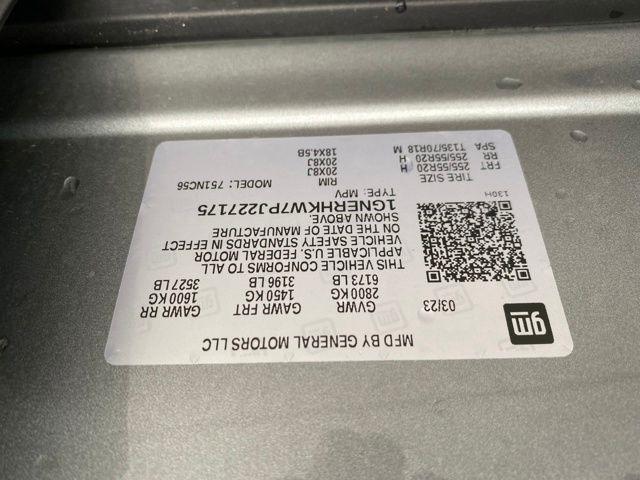 gm
MFD BY GENERAL MOTORS LLC
03/23 GVWR GAWR FRT GAWR RR
2800 KG 1450 KG 1600 KG
6173 LB 3196 LB 3527 LB
THIS VEHICLE CONFORMS TO ALL
APPLICABLE U.S. FEDERAL MOTOR
VEHICLE SAFETY STANDARDS IN EFFECT
ON THE DATE OF MANUFACTURE
SHOWN ABOVE.
1GNERHKW7PJ227175
TYPE: MPV MODEL: 751NC56
130H
TIRE SIZE RIM
FRT 255/55R20 H 20X8J
RR 255/55R20 H 20X8J
SPA T135/70R18 M 18X4.5B